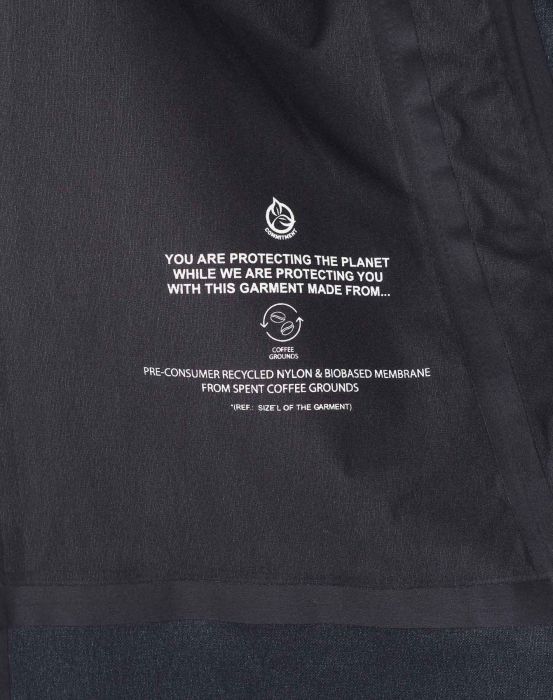 COMMITMENT
YOU ARE PROTECTING THE PLANET
WHILE WE ARE PROTECTING YOU
WITH THIS GARMENT MADE FROM...
COFFEE
GROUNDS
PRE-CONSUMER RECYCLED NYLON & BIOBASED MEMBRANE
FROM SPENT COFFEE GROUNDS
*(REF.: SIZE'L OF THE GARMENT)